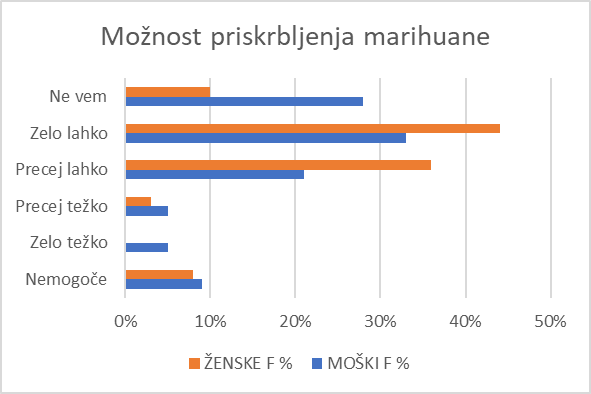 Možnost priskrbljenja marihuane
Ne vem
Zelo lahko
Precej lahko
Precej težko
Zelo težko
Nemogoče
0% 10% 20% 30% 40% 50%
ŽENSKE F % MOŠKI F %